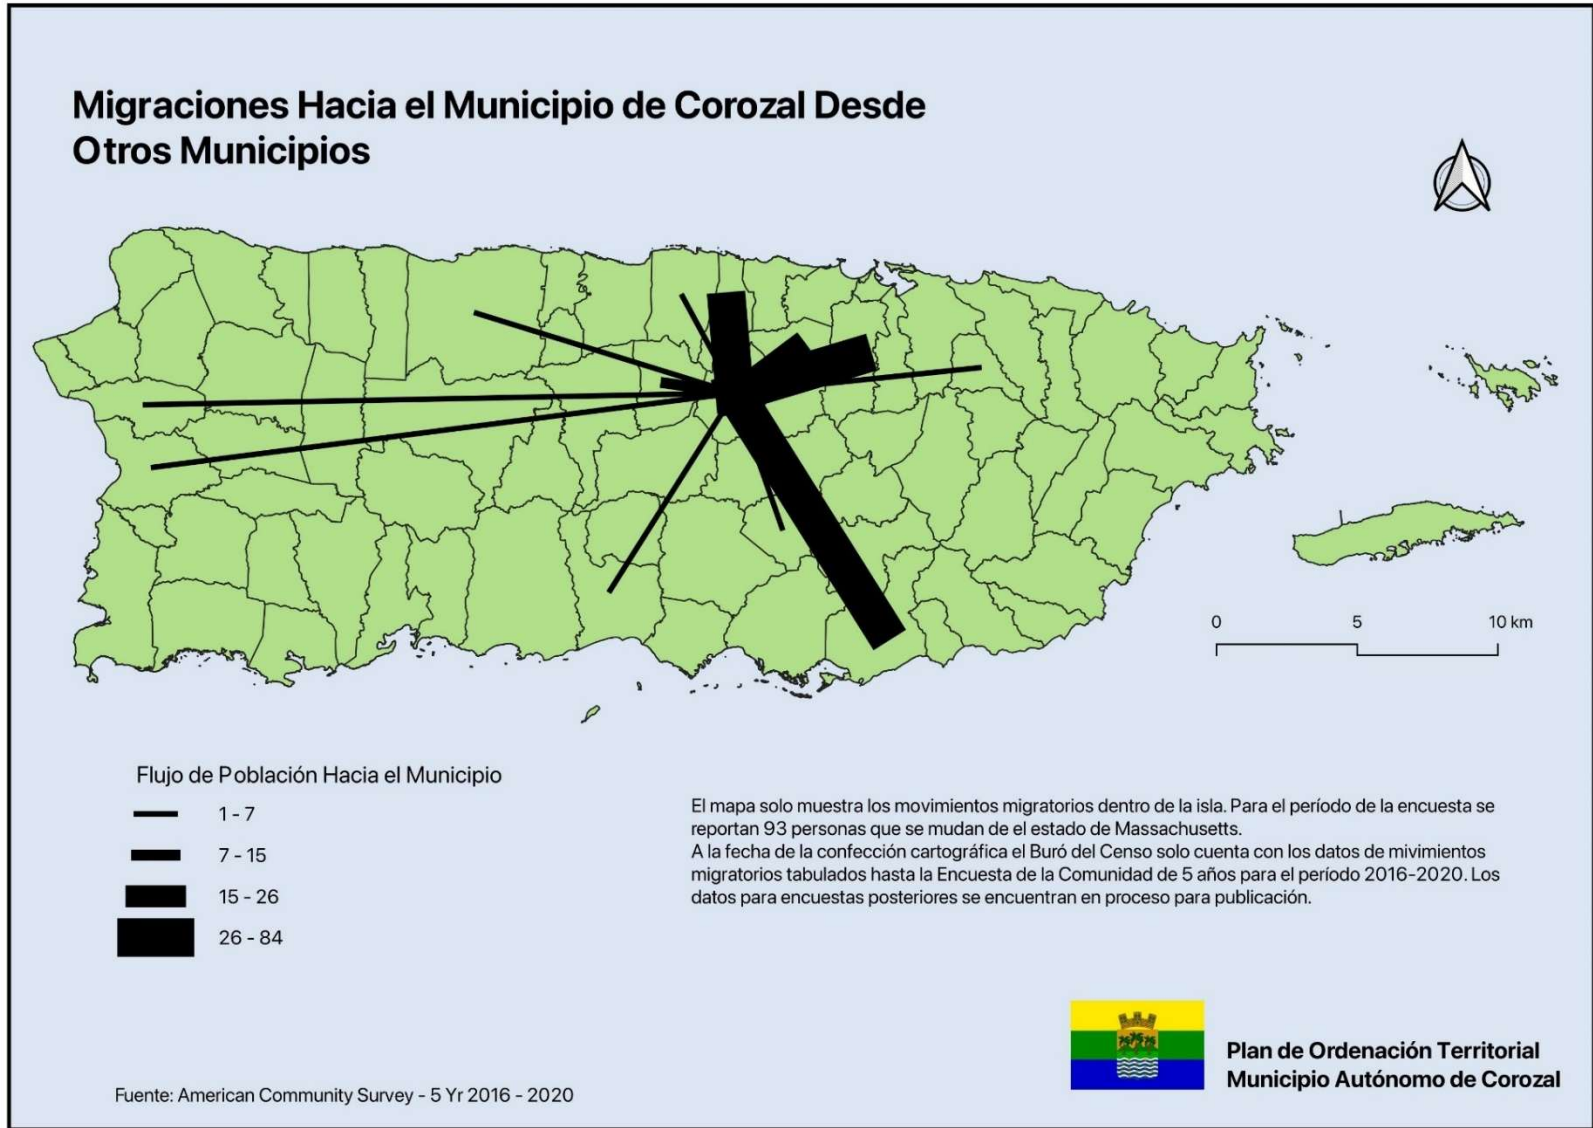 Migraciones Hacia el Municipio de Corozal Desde
Otros Municipios
0 5 10 km
Flujo de Población Hacia el Municipio
1 - 7
7 - 15
15 - 26
26 - 84
El mapa solo muestra los movimientos migratorios dentro de la isla. Para el período de la encuesta se
reportan 93 personas que se mudan de el estado de Massachusetts.
A la fecha de la confección cartográfica el Buró del Censo solo cuenta con los datos de mivimientos
migratorios tabulados hasta la Encuesta de la Comunidad de 5 años para el período 2016-2020. Los
datos para encuestas posteriores se encuentran en proceso para publicación.
Plan de Ordenación Territorial
Municipio Autónomo de Corozal
Fuente: American Community Survey - 5 Yr 2016 - 2020